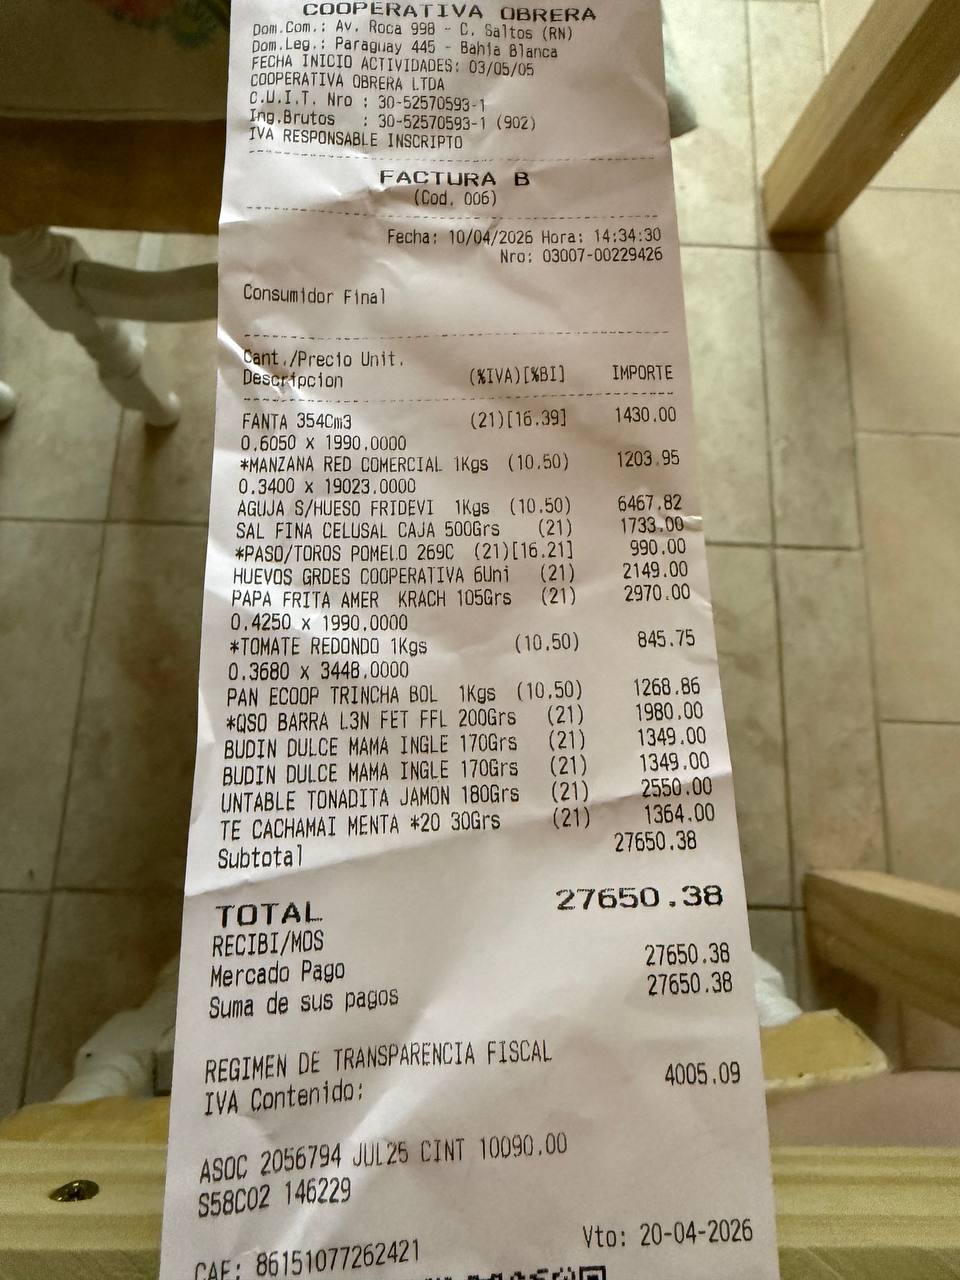 COOPERATIVA OBRERA
Dom.Com.: Av. Roca 998 - C. Saltos (RN)
Dom.Leg.: Paraguay 445 - Bahia Blanca
FECHA INICIO ACTIVIDADES: 03/05/05
COOPERATIVA OBRERA LTDA
C.U.I.T. Nro : 30-52570593-1
Ing.Brutos : 30-52570593-1 (902)
IVA RESPONSABLE INSCRIPTO
FACTURA B
(Cod. 006)
Fecha: 10/04/2026 Hora: 14:34:30
Nro: 03007-00229426
Consumidor Final
Cant./Precio Unit.
Descripcion (%IVA)[%BI] IMPORTE
FANTA 354Cm3 (21)[16.39] 1430.00
0.6050 x 1990.0000
*MANZANA RED COMERCIAL 1Kgs (10.50) 1203.95
0.3400 x 19023.0000
AGUJA S/HUESO FRIDEVI 1Kgs (10.50) 6467.82
SAL FINA CELUSAL CAJA 500Grs (21) 1733.00
*PASO/TOROS POMELO 269C (21)[16.21] 990.00
HUEVOS GRDES COOPERATIVA 6Uni (21) 2149.00
PAPA FRITA AMER KRACH 105Grs (21) 2970.00
0.4250 x 1990.0000
*TOMATE REDONDO 1Kgs (10.50) 845.75
0.3680 x 3448.0000
PAN ECOOP TRINCHA BOL 1Kgs (10.50) 1268.86
*QSO BARRA L3N FET FFL 200Grs (21) 1980.00
BUDIN DULCE MAMA INGLE 170Grs (21) 1349.00
BUDIN DULCE MAMA INGLE 170Grs (21) 1349.00
UNTABLE TONADITA JAMON 180Grs (21) 2550.00
TE CACHAMAI MENTA *20 30Grs (21) 1364.00
Subtotal 27650.38
TOTAL 27650.38
RECIBI/MOS
Mercado Pago 27650.38
Suma de sus pagos 27650.38
REGIMEN DE TRANSPARENCIA FISCAL
IVA Contenido: 4005.09
ASOC 2056794 JUL25 CINT 10090.00
S58C02 146229
CAE: 86151077262421 Vto: 20-04-2026